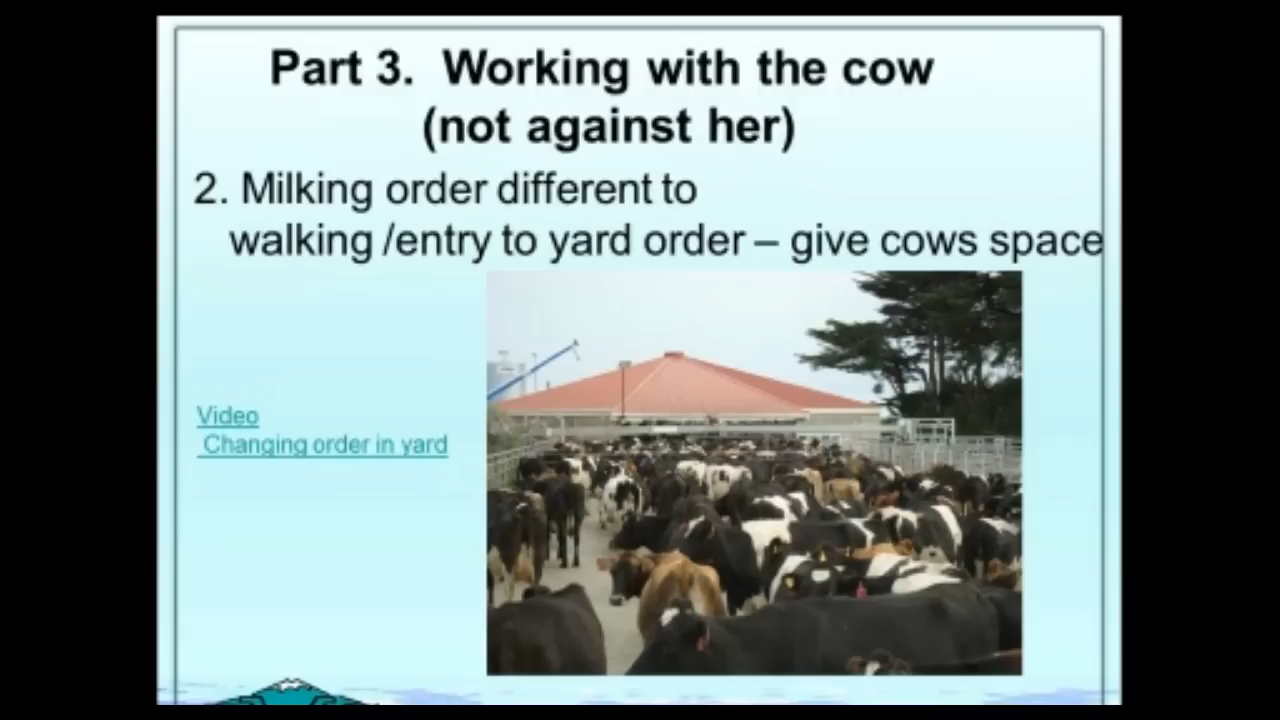 Part 3. Working with the cow
(not against her)
2. Milking order different to
walking /entry to yard order – give cows space
Video
Changing order in yard